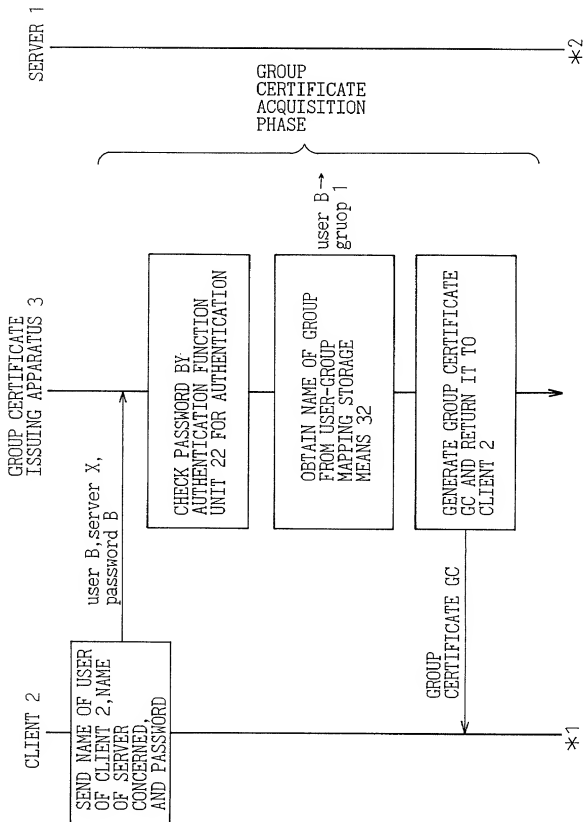 CLIENT 2
GROUP CERTIFICATE
ISSUING APPARATUS 3
SERVER 1
SEND NAME OF USER
OF CLIENT 2,NAME
OF SERVER
CONCERNED,
AND PASSWORD
user B,server X,
password B
CHECK PASSWORD BY
AUTHENTICATION FUNCTION
UNIT 22 FOR AUTHENTICATION
GROUP
CERTIFICATE
ACQUISITION
PHASE
OBTAIN NAME OF GROUP
FROM USER-GROUP
MAPPING STORAGE
MEANS 32
user B→
gruop 1
GENERATE GROUP CERTIFICATE
GC AND RETURN IT TO
CLIENT 2
GROUP
CERTIFICATE GC
*1
*2